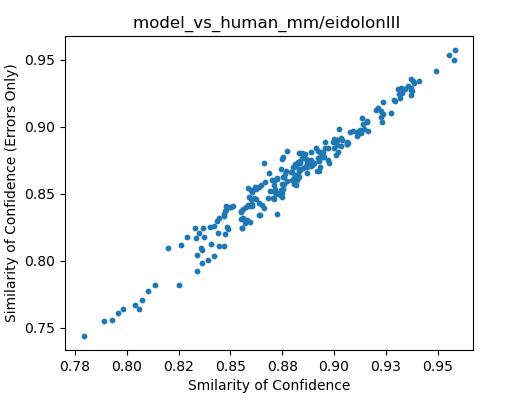 model_vs_human_mm/eidolonIII
Similarity of Confidence (Errors Only)
0.95
0.90
0.85
0.80
0.75
0.78 0.80 0.82 0.85 0.88 0.90 0.93 0.95
Smilarity of Confidence